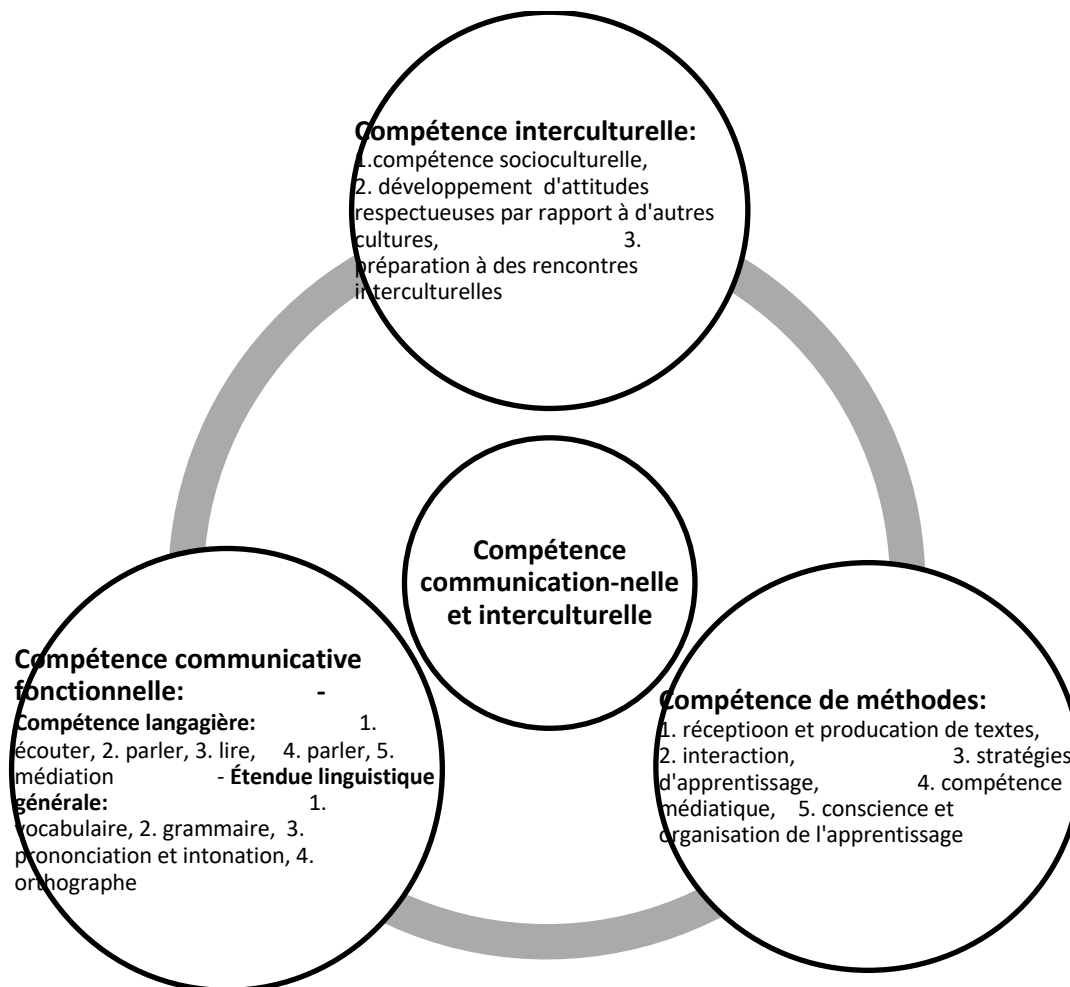 Compétence interculturelle:
1.compétence socioculturelle,
2. développement d'attitudes
respectueuses par rapport à d'autres
cultures, 3.
préparation à des rencontres
interculturelles
Compétence
communication-nelle
et interculturelle
Compétence communicative
fonctionnelle: -
Compétence langagière: 1.
écouter, 2. parler, 3. lire, 4. parler, 5.
médiation - Étendue linguistique
générale: 1.
vocabulaire, 2. grammaire, 3.
prononciation et intonation, 4.
orthographe
Compétence de méthodes:
1. réceptioon et producation de textes,
2. interaction, 3. stratégies
d'apprentissage, 4. compétence
médiatique, 5. conscience et
organisation de l'apprentissage